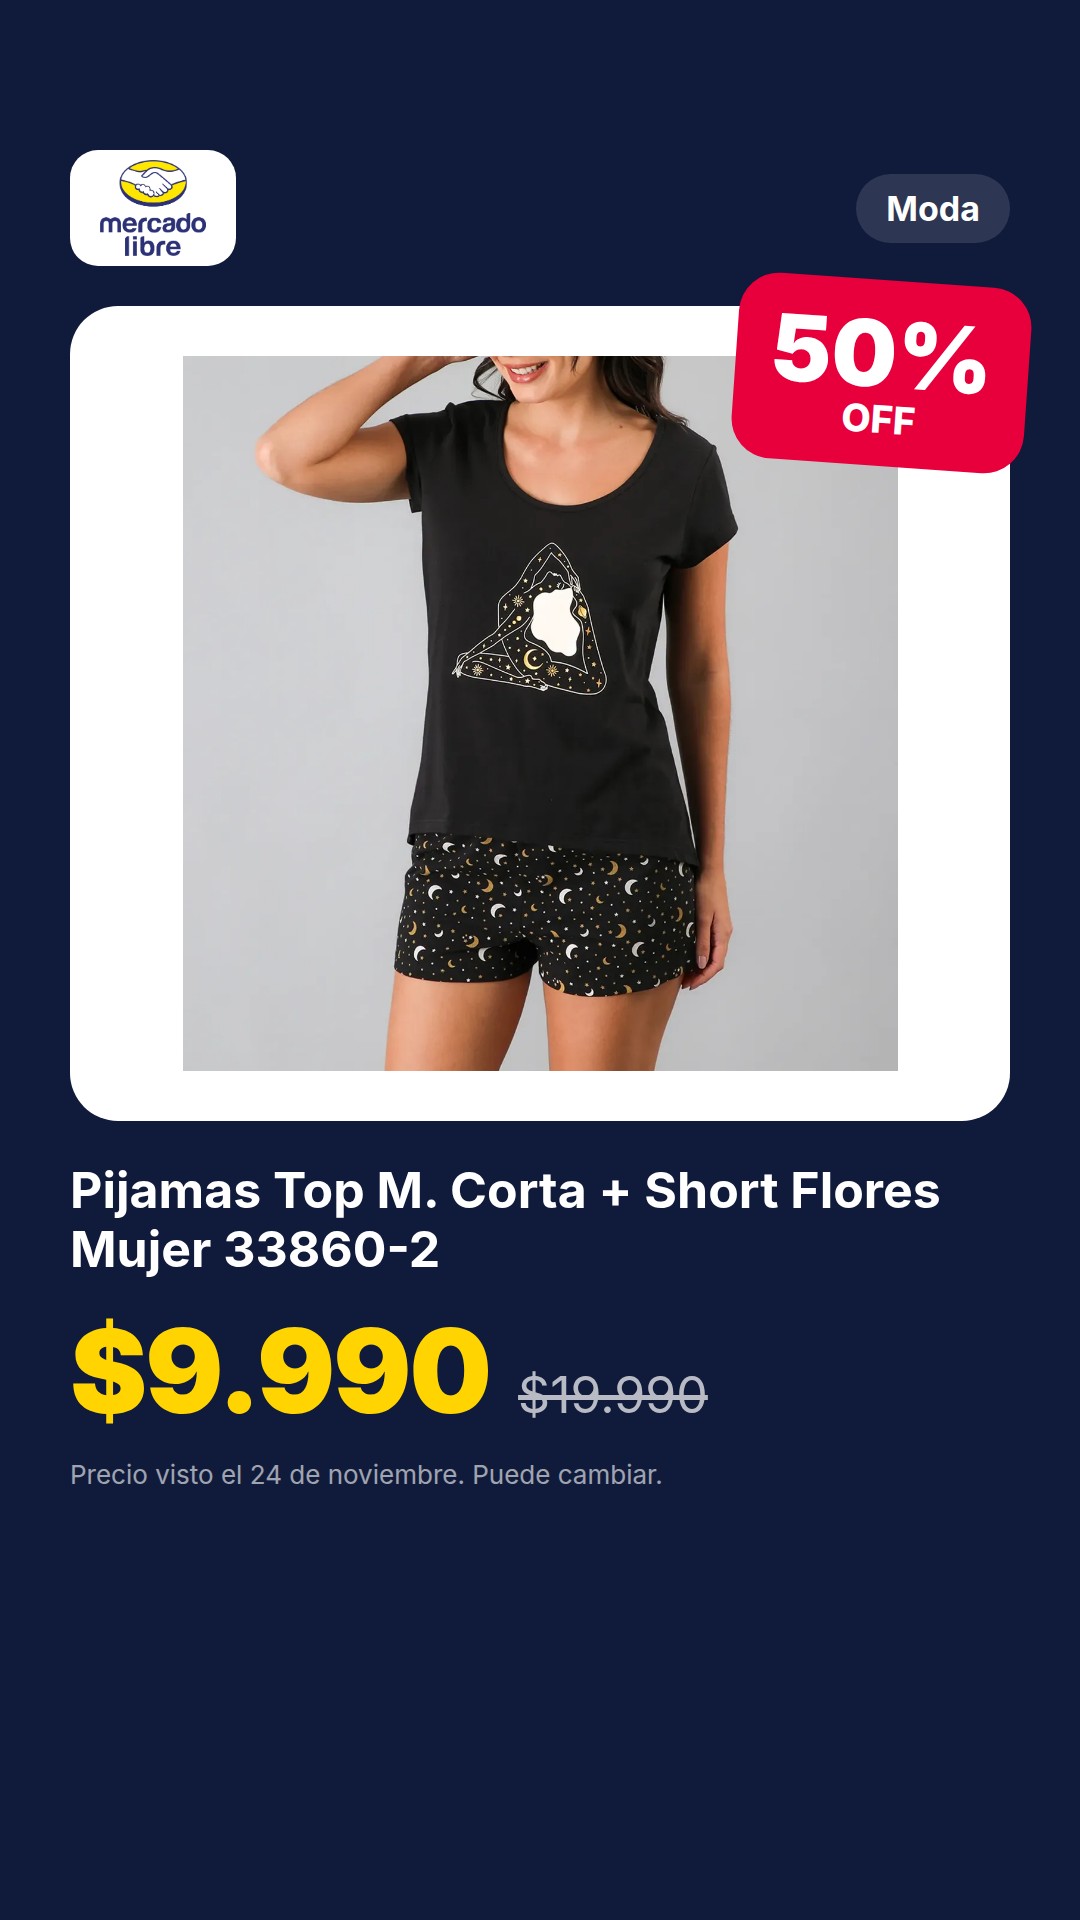 mercado
libre
Moda
50%
OFF
Pijamas Top M. Corta + Short Flores
Mujer 33860-2
$9.990 $19.990
Precio visto el 24 de noviembre. Puede cambiar.